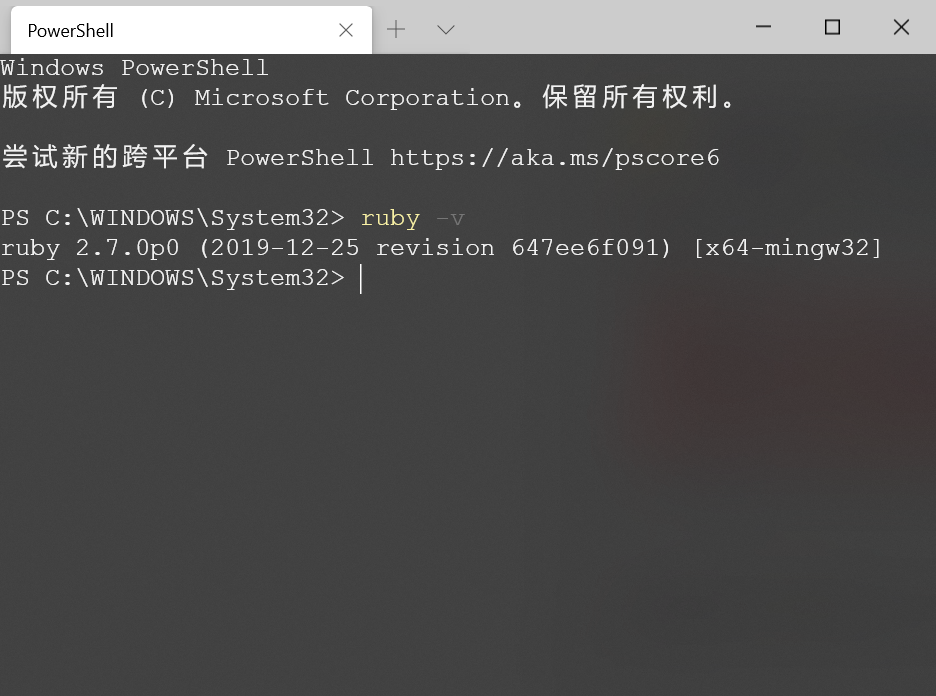 PowerShell
Windows PowerShell
版权所有 (C) Microsoft Corporation。保留所有权利。
尝试新的跨平台 PowerShell https://aka.ms/pscore6
PS C:\WINDOWS\System32> ruby -v
ruby 2.7.0p0 (2019-12-25 revision 647ee6f091) [x64-mingw32]
PS C:\WINDOWS\System32>